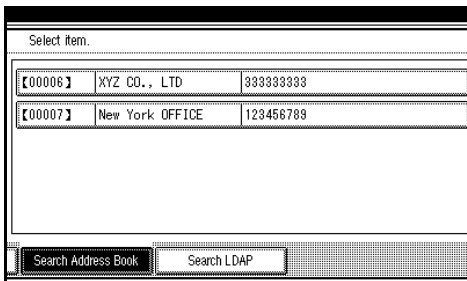 Select item.
【00006】 XYZ CO., LTD 333333333
【00007】 New York OFFICE 123456789
Search Address Book Search LDAP